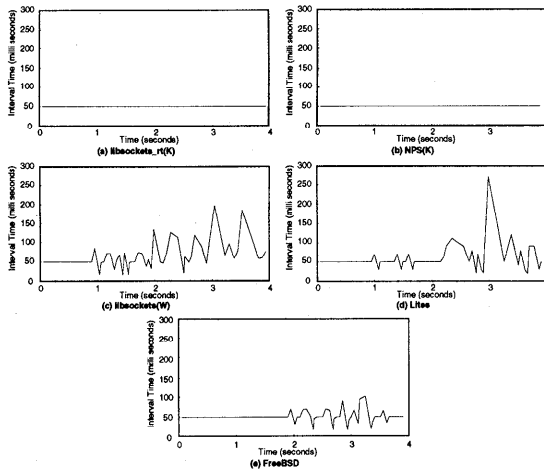 300
250
200
150
100
50
0
Interval Time (milli seconds)
0 1 2 3 4
Time (seconds)
(a) libsockets_rt(K)
300
250
200
150
100
50
0
Interval Time (milli seconds)
0 1 2 3
Time (seconds)
(b) NPS(K)
300
250
200
150
100
50
0
Interval Time (milli seconds)
0 1 2 3 4
Time (seconds)
(c) libsockets(W)
300
250
200
150
100
50
0
Interval Time (milli seconds)
0 1 2 3
Time (seconds)
(d) Lites
300
250
200
150
100
50
0
Interval Time (milli seconds)
0 1 2 3 4
Time (seconds)
(e) FreeBSD